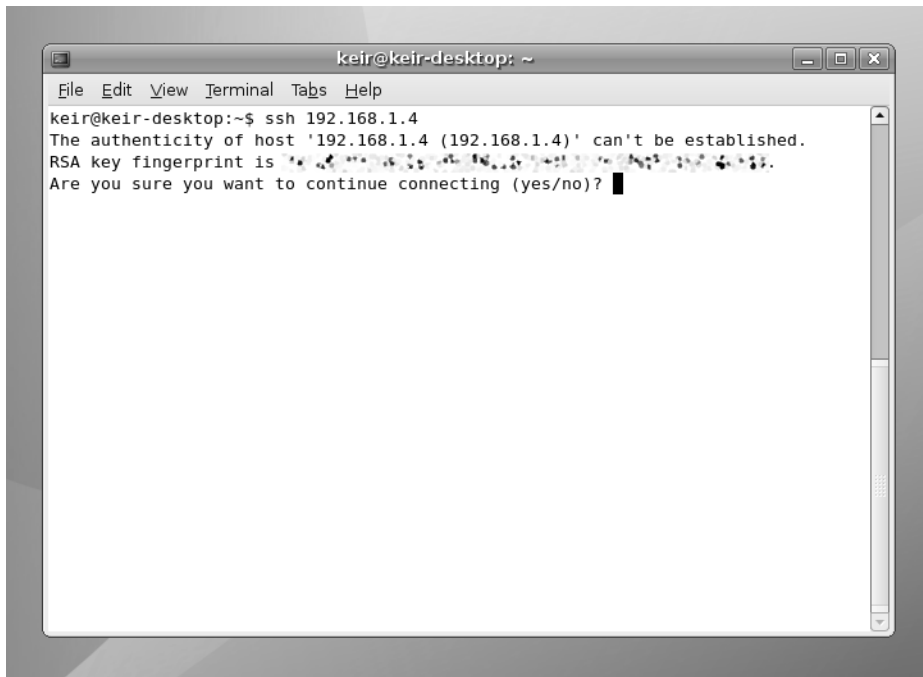 keir@keir-desktop: ~
File Edit View Terminal Tabs Help
keir@keir-desktop:~$ ssh 192.168.1.4
The authenticity of host '192.168.1.4 (192.168.1.4)' can't be established.
RSA key fingerprint is
Are you sure you want to continue connecting (yes/no)?